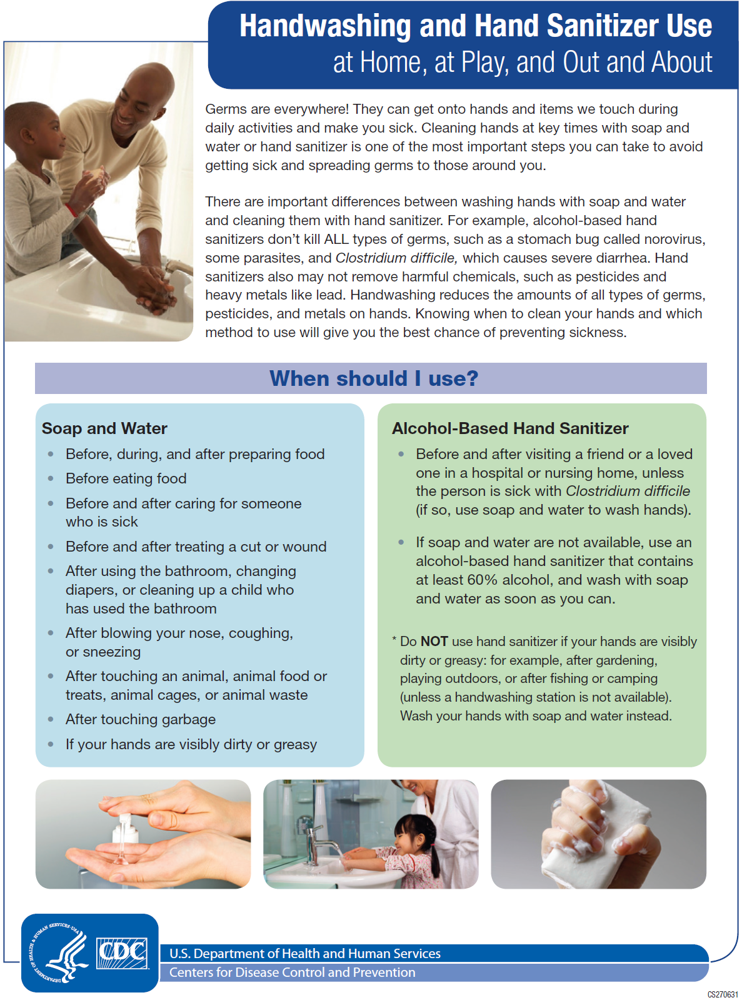 Handwashing and Hand Sanitizer Use
at Home, at Play, and Out and About
Germs are everywhere! They can get onto hands and items we touch during
daily activities and make you sick. Cleaning hands at key times with soap and
water or hand sanitizer is one of the most important steps you can take to avoid
getting sick and spreading germs to those around you.
There are important differences between washing hands with soap and water
and cleaning them with hand sanitizer. For example, alcohol-based hand
sanitizers don’t kill ALL types of germs, such as a stomach bug called norovirus,
some parasites, and Clostridium difficile, which causes severe diarrhea. Hand
sanitizers also may not remove harmful chemicals, such as pesticides and
heavy metals like lead. Handwashing reduces the amounts of all types of germs,
pesticides, and metals on hands. Knowing when to clean your hands and which
method to use will give you the best chance of preventing sickness.
When should I use?
Soap and Water
• Before, during, and after preparing food
• Before eating food
• Before and after caring for someone
who is sick
• Before and after treating a cut or wound
• After using the bathroom, changing
diapers, or cleaning up a child who
has used the bathroom
• After blowing your nose, coughing,
or sneezing
• After touching an animal, animal food or
treats, animal cages, or animal waste
• After touching garbage
• If your hands are visibly dirty or greasy
Alcohol-Based Hand Sanitizer
• Before and after visiting a friend or a loved
one in a hospital or nursing home, unless
the person is sick with Clostridium difficile
(if so, use soap and water to wash hands).
• If soap and water are not available, use an
alcohol-based hand sanitizer that contains
at least 60% alcohol, and wash with soap
and water as soon as you can.
* Do NOT use hand sanitizer if your hands are visibly
dirty or greasy: for example, after gardening,
playing outdoors, or after fishing or camping
(unless a handwashing station is not available).
Wash your hands with soap and water instead.
DEPARTMENT OF HEALTH & HUMAN SERVICES · USA
CDC
U.S. Department of Health and Human Services
Centers for Disease Control and Prevention
CS270631